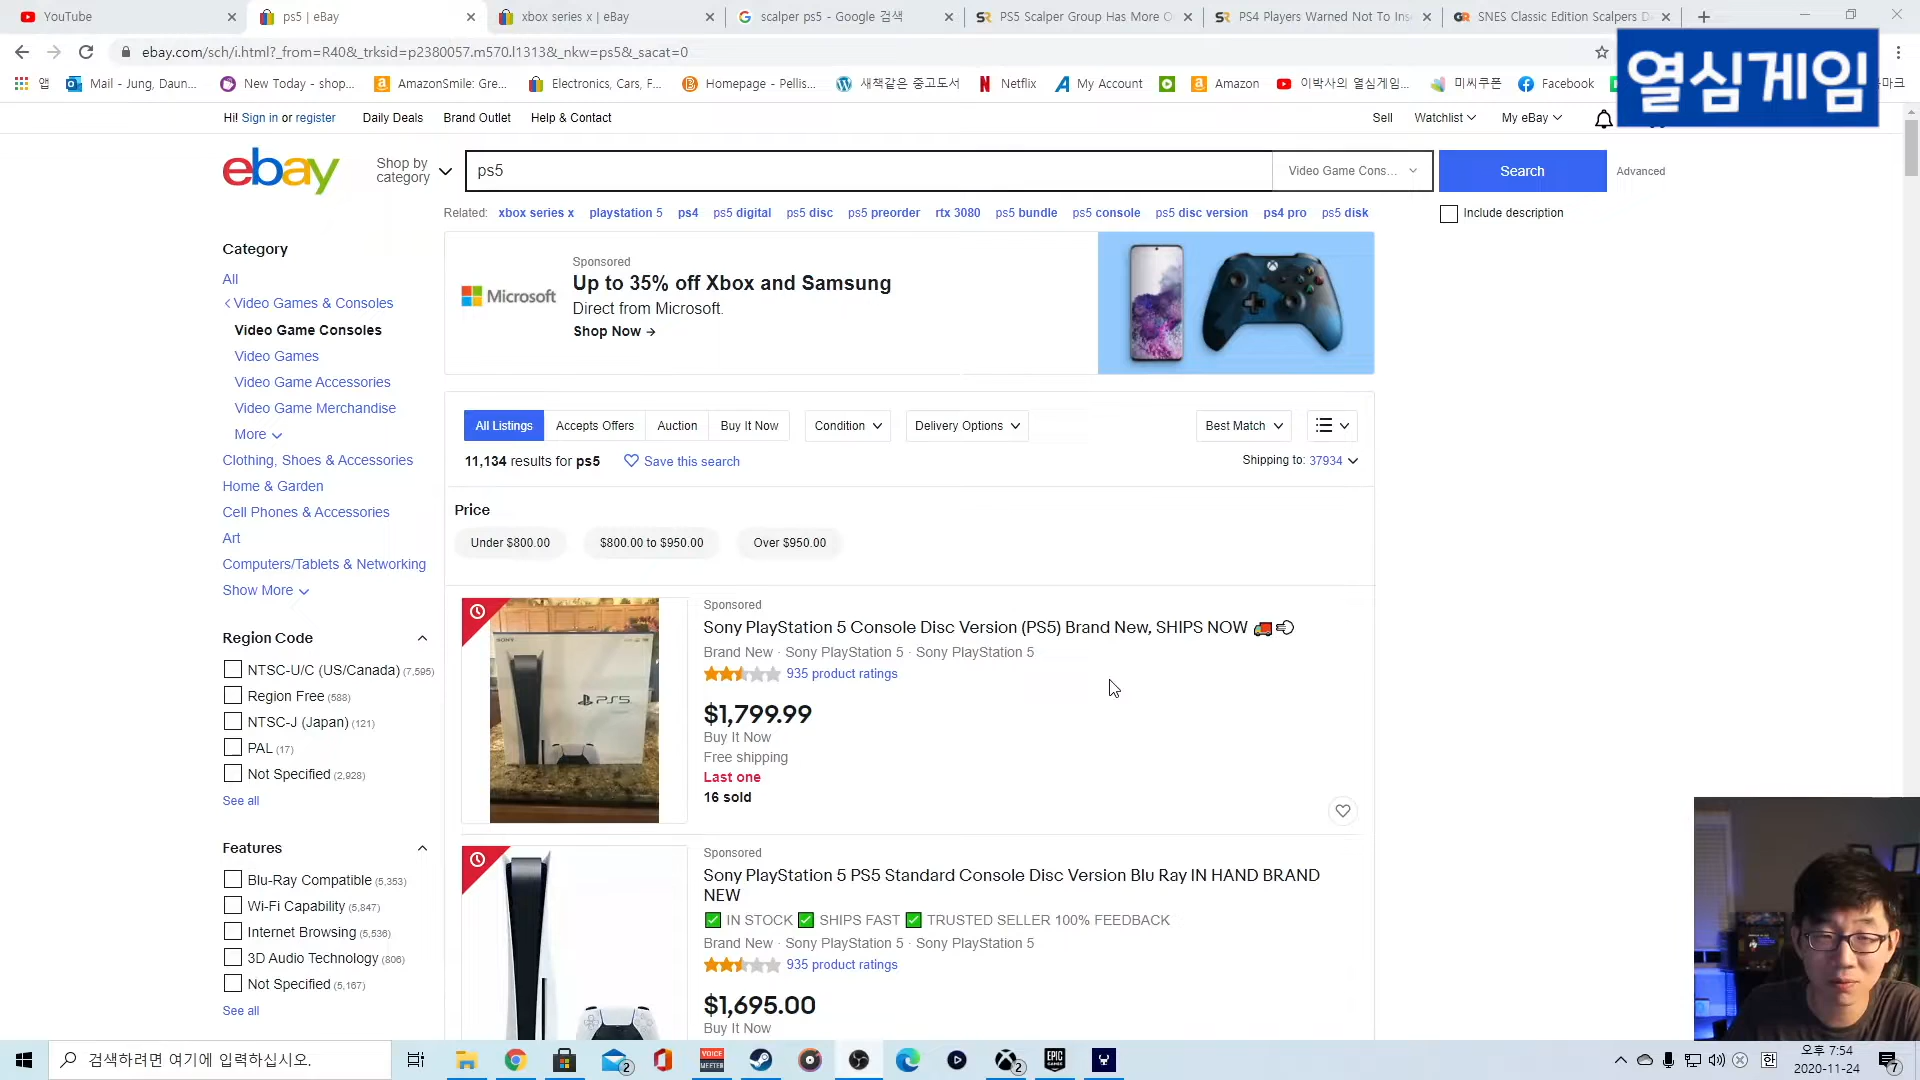 YouTube
ps5 | eBay
xbox series x | eBay
scalper ps5 - Google 검색
PS5 Scalper Group Has More O
PS4 Players Warned Not To Ins
SNES Classic Edition Scalpers D
ebay.com/sch/i.html?_from=R40&_trksid=p2380057.m570.l1313&_nkw=ps5&_sacat=0
앱
Mail - Jung, Daun...
New Today - shop...
AmazonSmile: Gre...
Electronics, Cars, F...
Homepage - Pellis...
새책같은 중고도서
Netflix
My Account
Amazon
이박사의 열심게임...
미씨쿠폰
Facebook
마크
열심게임
Hi! Sign in or register
Daily Deals
Brand Outlet
Help & Contact
Sell
Watchlist
My eBay
ebay
Shop by category
ps5
Video Game Cons...
Search
Advanced
Related: xbox series x playstation 5 ps4 ps5 digital ps5 disc ps5 preorder rtx 3080 ps5 bundle ps5 console ps5 disc version ps4 pro ps5 disk
Include description
Category
All
Video Games & Consoles
Video Game Consoles
Video Games
Video Game Accessories
Video Game Merchandise
More
Clothing, Shoes & Accessories
Home & Garden
Cell Phones & Accessories
Art
Computers/Tablets & Networking
Show More
Region Code
NTSC-U/C (US/Canada) (7,595)
Region Free (588)
NTSC-J (Japan) (121)
PAL (17)
Not Specified (2,928)
See all
Features
Blu-Ray Compatible (5,353)
Wi-Fi Capability (5,847)
Internet Browsing (5,536)
3D Audio Technology (806)
Not Specified (5,167)
See all
Microsoft
Sponsored
Up to 35% off Xbox and Samsung
Direct from Microsoft.
Shop Now →
All Listings
Accepts Offers
Auction
Buy It Now
Condition
Delivery Options
Best Match
11,134 results for ps5
Save this search
Shipping to: 37934
Price
Under $800.00
$800.00 to $950.00
Over $950.00
SONY
PS5
Sponsored
Sony PlayStation 5 Console Disc Version (PS5) Brand New, SHIPS NOW
Brand New · Sony PlayStation 5 · Sony PlayStation 5
935 product ratings
$1,799.99
Buy It Now
Free shipping
Last one
16 sold
Sponsored
Sony PlayStation 5 PS5 Standard Console Disc Version Blu Ray IN HAND BRAND
NEW
IN STOCK SHIPS FAST TRUSTED SELLER 100% FEEDBACK
Brand New · Sony PlayStation 5 · Sony PlayStation 5
935 product ratings
$1,695.00
Buy It Now
검색하려면 여기에 입력하십시오.
2
VOICE MEETER
2
EPIC GAMES
한
오후 7:54
2020-11-24
7